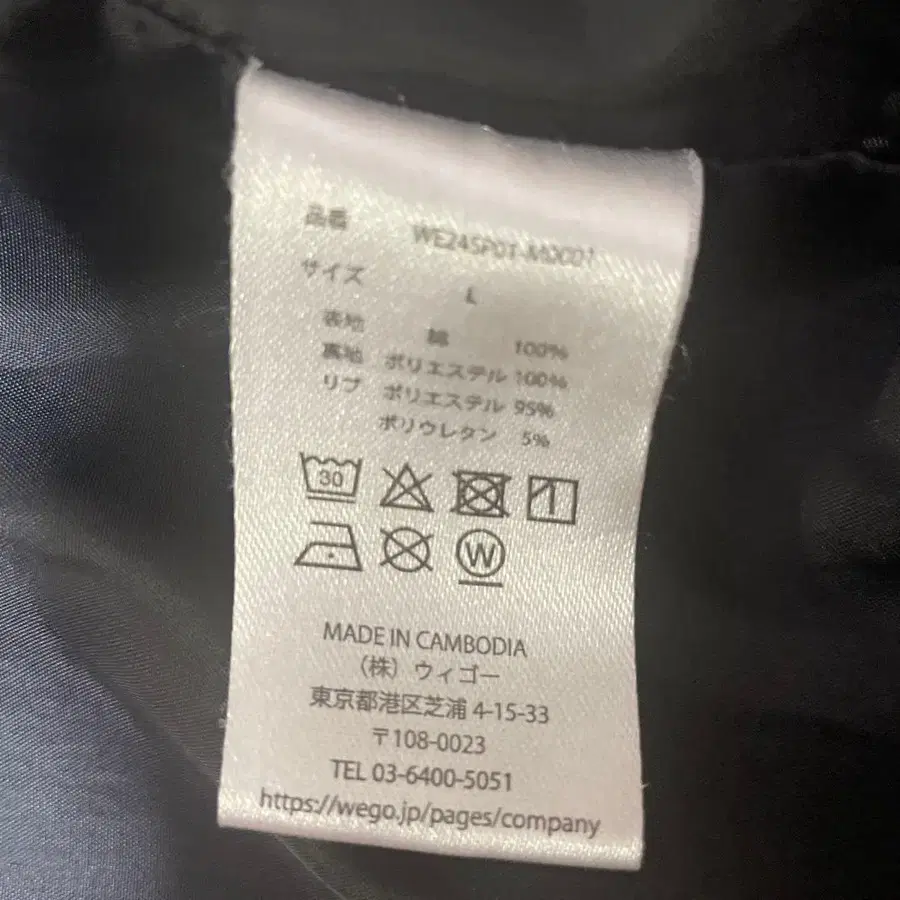 品番
サイズ L
表地 綿 100%
裏地 ポリエステル 100%
リブ ポリエステル 95%
ポリウレタン 5%
30
W
MADE IN CAMBODIA
（株）ウィゴー
東京都港区芝浦 4-15-33
〒108-0023
TEL 03-6400-5051
https://wego.jp/pages/company